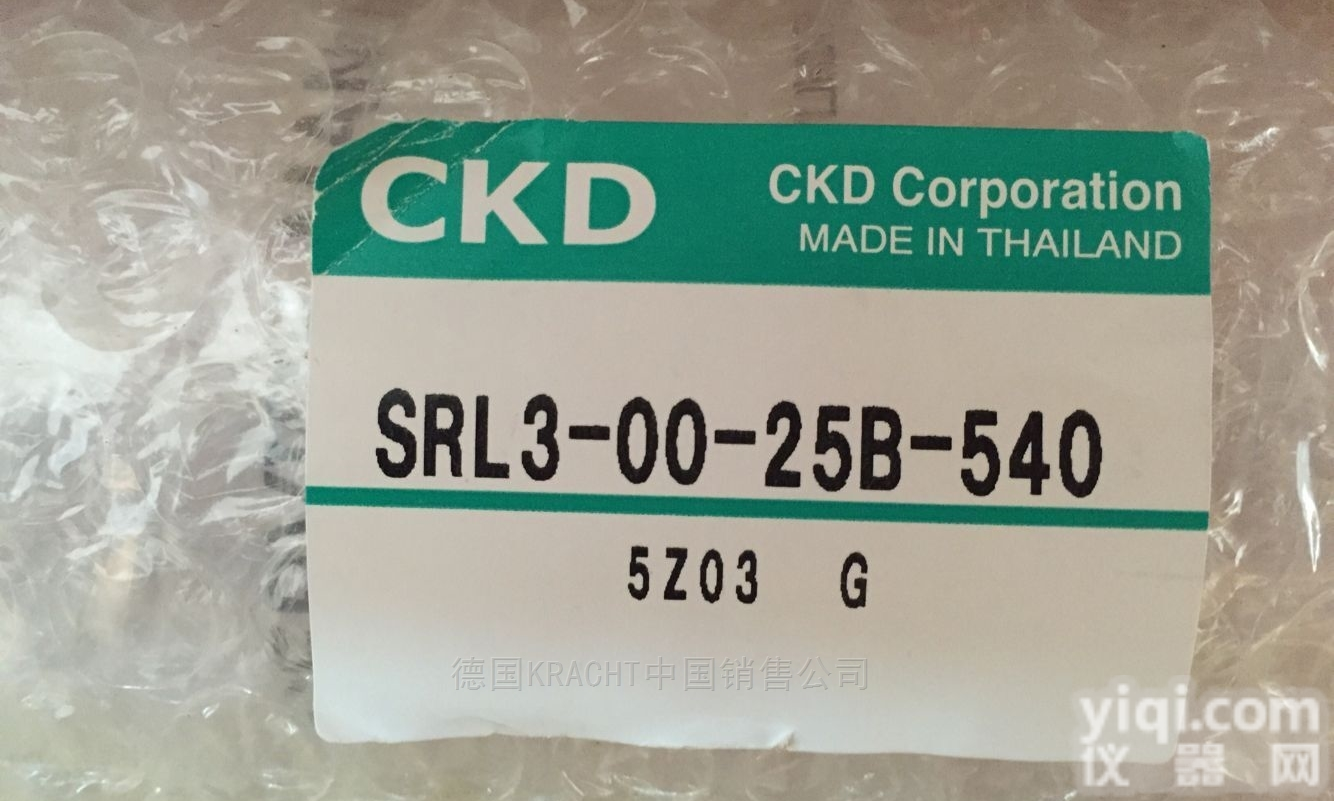 CKD
CKD Corporation
MADE IN THAILAND
SRL3-00-25B-540
5Z03 G
德国KRACHT中国销售公司
yiqi.com
仪器网